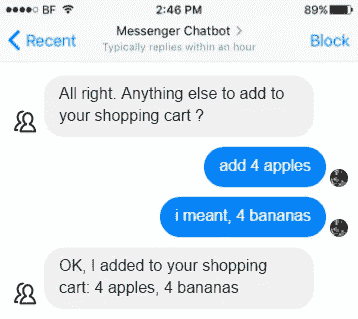 BF 2:46 PM 89%
Recent Messenger Chatbot > Block
Typically replies within an hour
All right. Anything else to add to
your shopping cart ?
add 4 apples
i meant, 4 bananas
OK, I added to your shopping
cart: 4 apples, 4 bananas